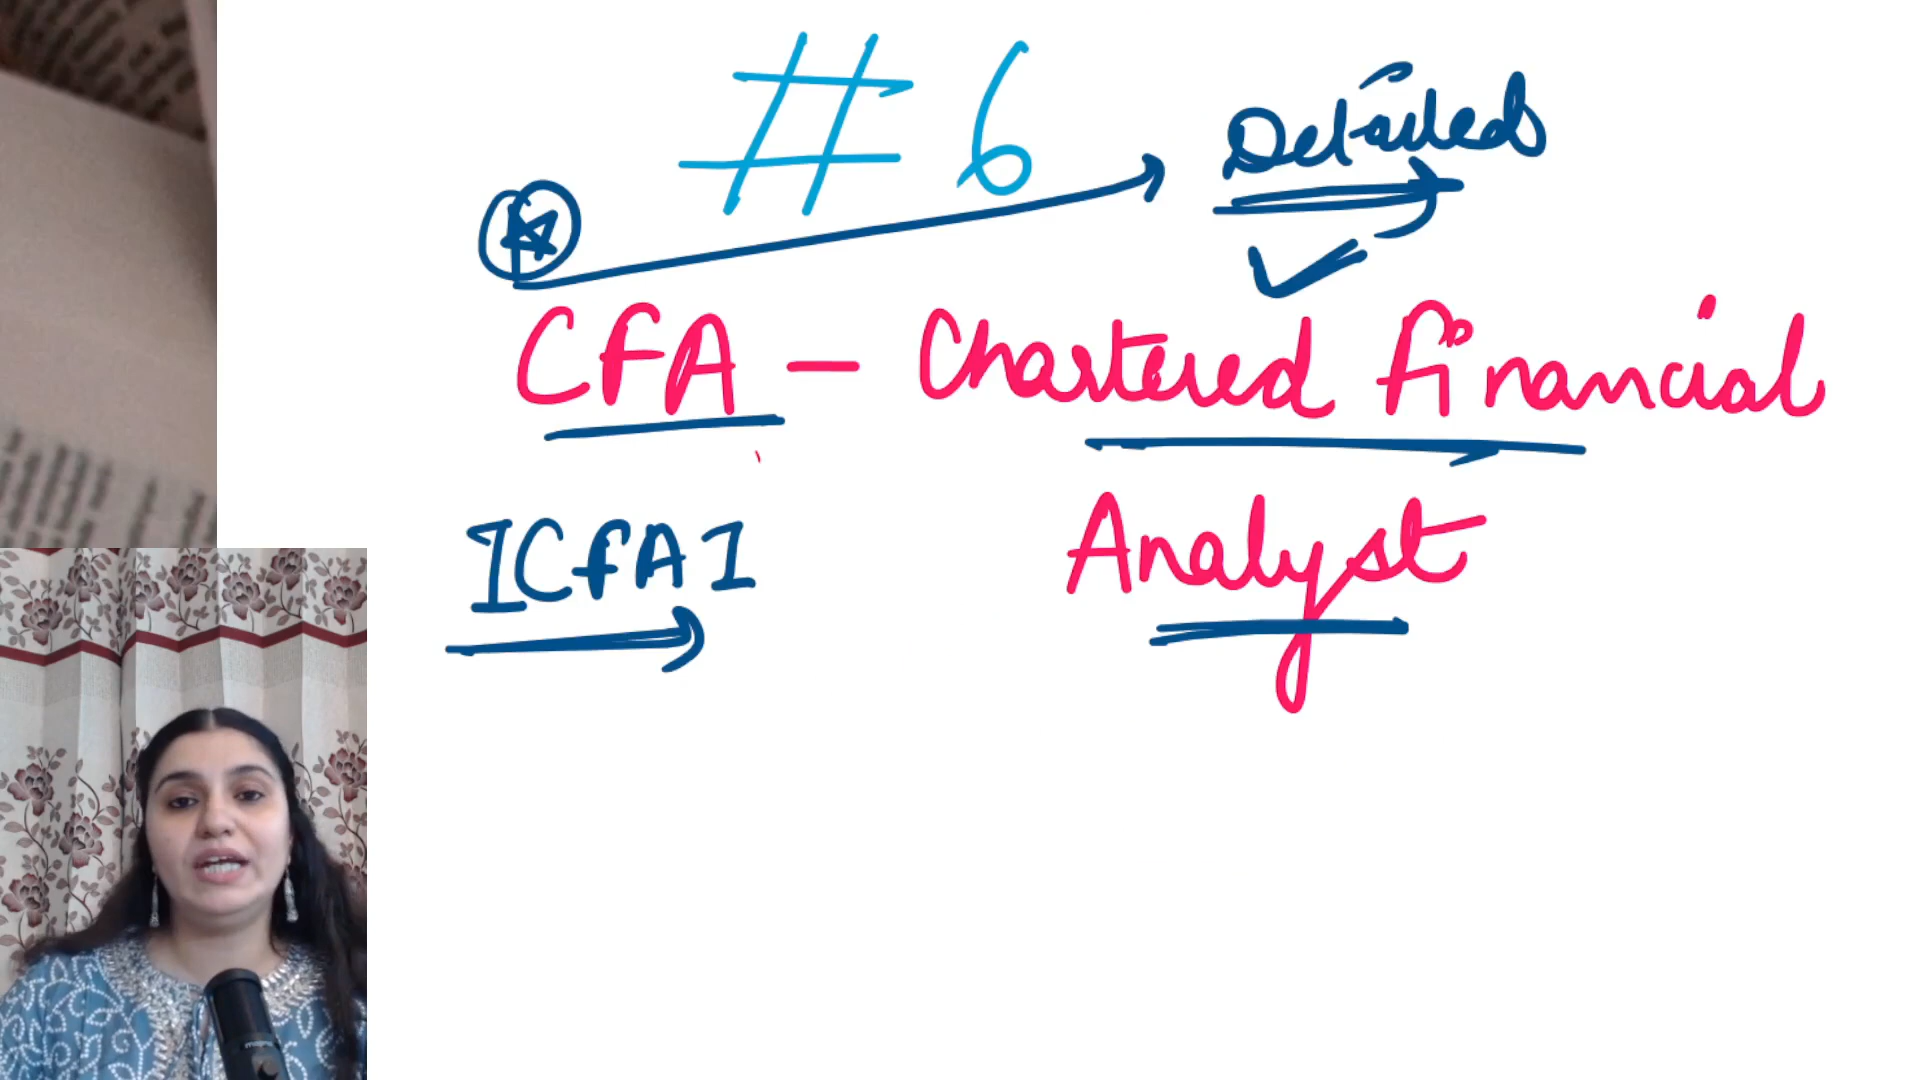 #6
Detailed
CFA - Chartered Financial
Analyst
ICFAI